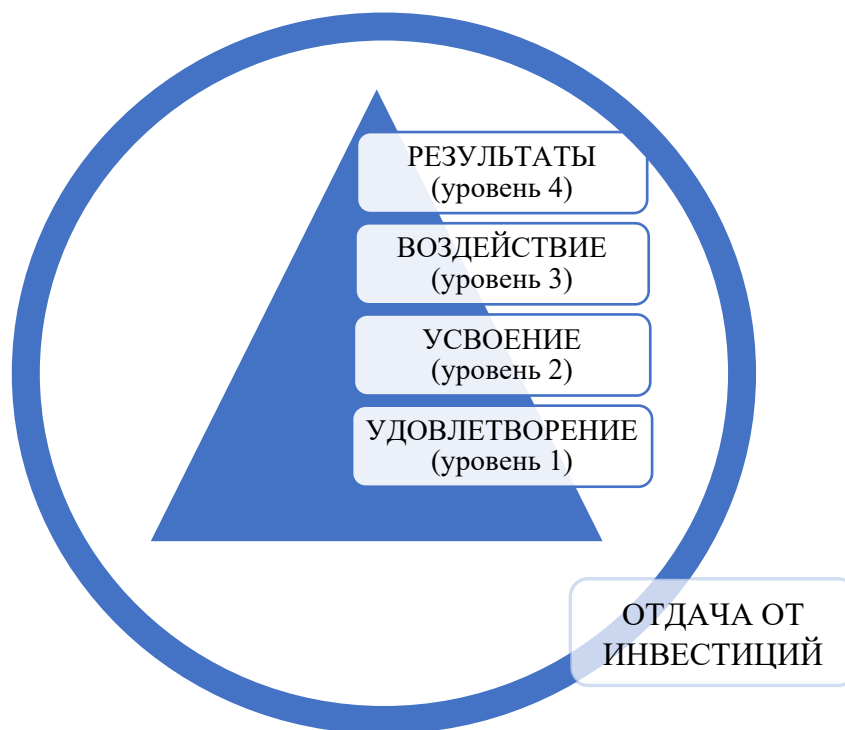 РЕЗУЛЬТАТЫ
(уровень 4)
ВОЗДЕЙСТВИЕ
(уровень 3)
УСВОЕНИЕ
(уровень 2)
УДОВЛЕТВОРЕНИЕ
(уровень 1)
ОТДАЧА ОТ
ИНВЕСТИЦИЙ